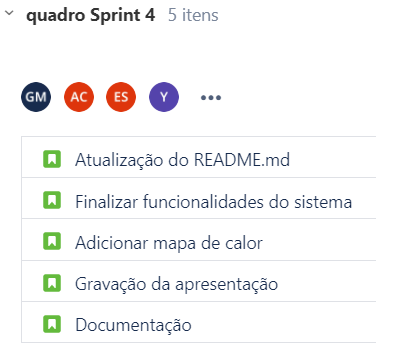 quadro Sprint 4 5 itens
GM AC ES Y
Atualização do README.md
Finalizar funcionalidades do sistema
Adicionar mapa de calor
Gravação da apresentação
Documentação